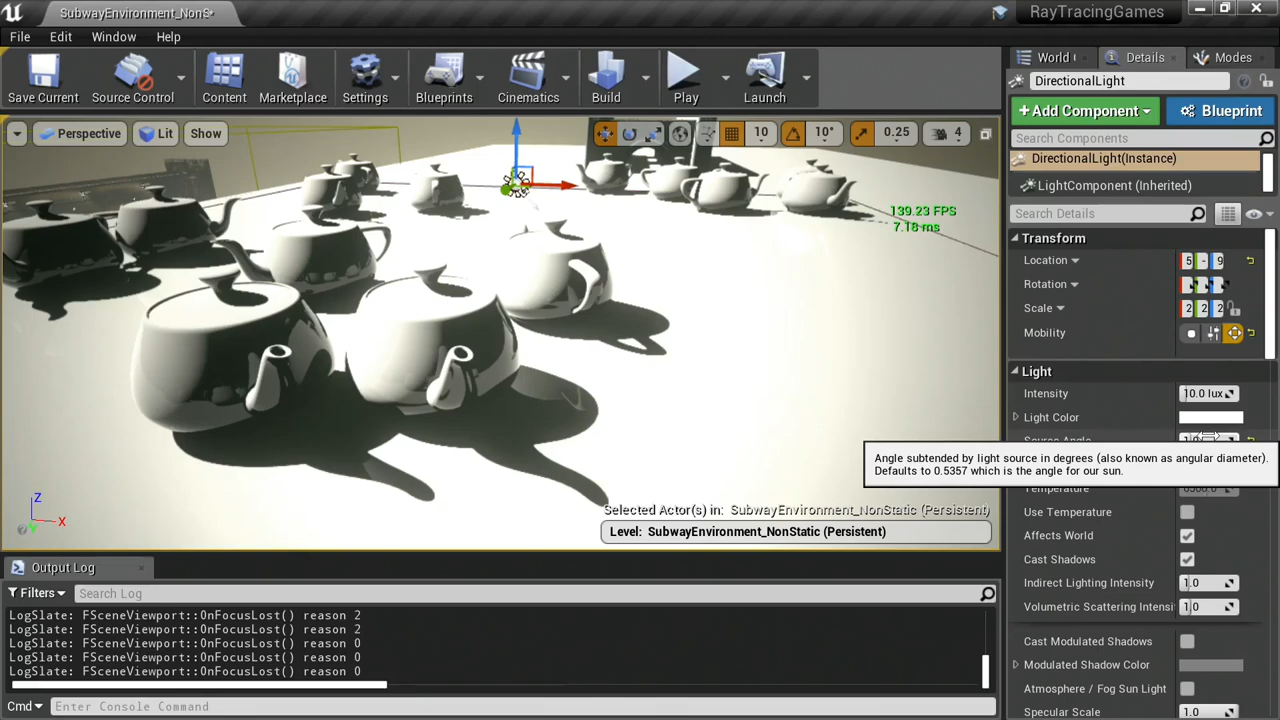 SubwayEnvironment_NonS*
RayTracingGames
File Edit Window Help
World Details Modes
Save Current Source Control Content Marketplace Settings Blueprints Cinematics Build Play Launch
DirectionalLight
+Add Component Blueprint
Perspective Lit Show 10 10° 0.25 4
Search Components
DirectionalLight(Instance)
LightComponent (Inherited)
139.23 FPS
7.18 ms
Search Details
Transform
Location 5 - 9
Rotation
Scale 2 2 2
Mobility
Light
Intensity 10.0 lux
Light Color
Source Angle
Angle subtended by light source in degrees (also known as angular diameter).
Defaults to 0.5357 which is the angle for our sun.
Temperature
Use Temperature
Affects World
Cast Shadows
Indirect Lighting Intensity 1.0
Volumetric Scattering Intensi 1.0
Cast Modulated Shadows
Modulated Shadow Color
Atmosphere / Fog Sun Light
Specular Scale 1.0
Z
X
Y
Selected Actor(s) in: SubwayEnvironment_NonStatic (Persistent)
Level: SubwayEnvironment_NonStatic (Persistent)
Output Log
Filters Search Log
LogSlate: FSceneViewport::OnFocusLost() reason 2
LogSlate: FSceneViewport::OnFocusLost() reason 2
LogSlate: FSceneViewport::OnFocusLost() reason 0
LogSlate: FSceneViewport::OnFocusLost() reason 0
LogSlate: FSceneViewport::OnFocusLost() reason 0
Cmd Enter Console Command